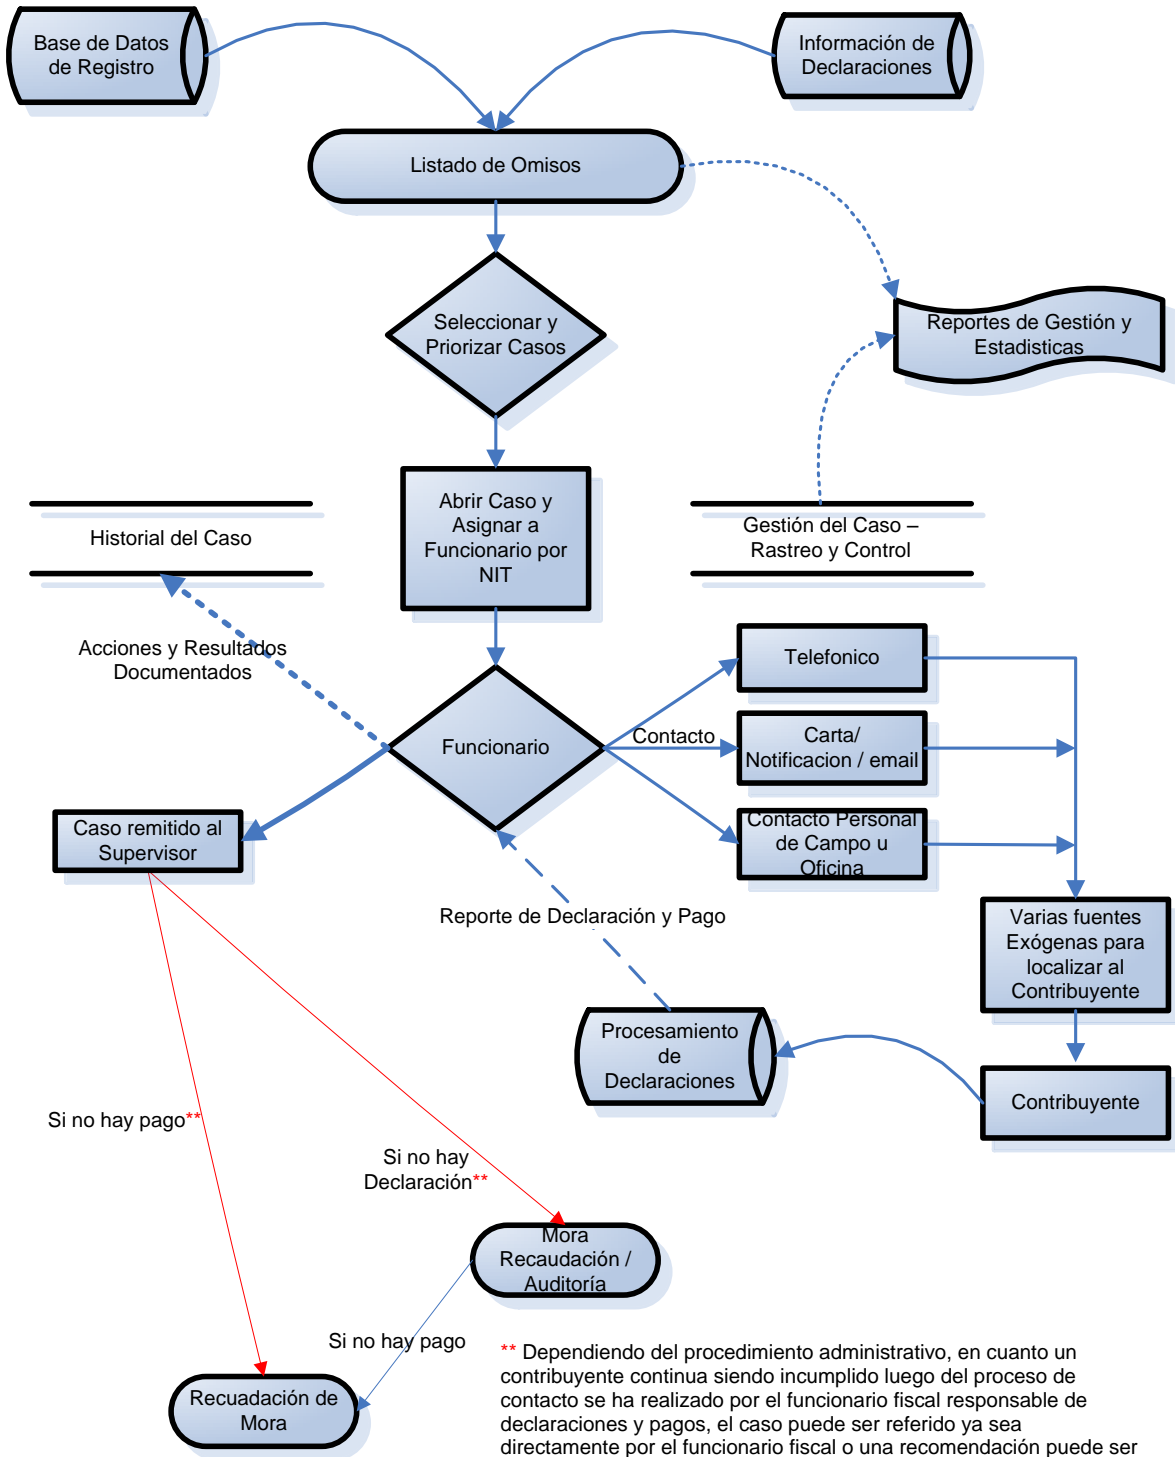 Base de Datos
de Registro
Información de
Declaraciones
Listado de Omisos
Seleccionar y
Priorizar Casos
Reportes de Gestión y
Estadisticas
Abrir Caso y
Asignar a
Funcionario por
NIT
Historial del Caso
Gestión del Caso –
Rastreo y Control
Acciones y Resultados
Documentados
Telefonico
Funcionario
Contacto
Carta/
Notificacion / email
Caso remitido al
Supervisor
Contacto Personal
de Campo u
Oficina
Reporte de Declaración y Pago
Varias fuentes
Exógenas para
localizar al
Contribuyente
Procesamiento
de
Declaraciones
Contribuyente
Si no hay pago**
Si no hay
Declaración**
Mora
Recaudación /
Auditoría
Si no hay pago
Recuadación de
Mora
** Dependiendo del procedimiento administrativo, en cuanto un
contribuyente continua siendo incumplido luego del proceso de
contacto se ha realizado por el funcionario fiscal responsable de
declaraciones y pagos, el caso puede ser referido ya sea
directamente por el funcionario fiscal o una recomendación puede ser